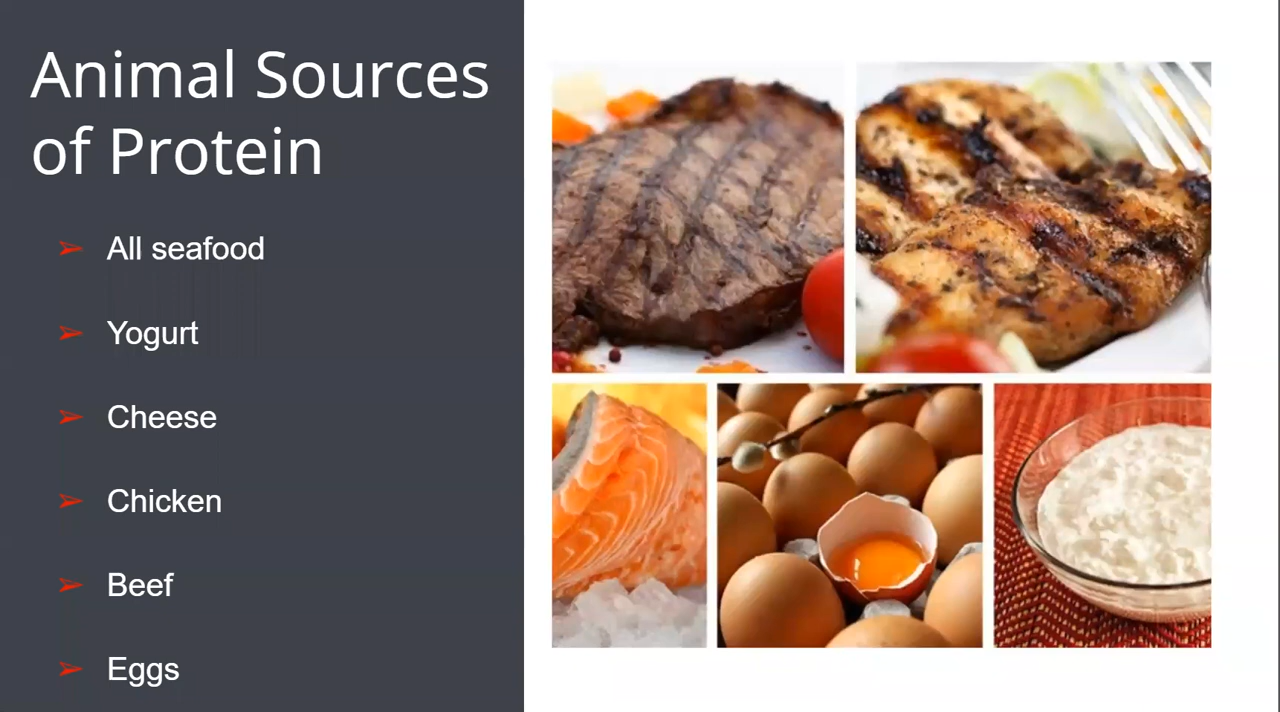 Animal Sources
of Protein
➢ All seafood
➢ Yogurt
➢ Cheese
➢ Chicken
➢ Beef
➢ Eggs